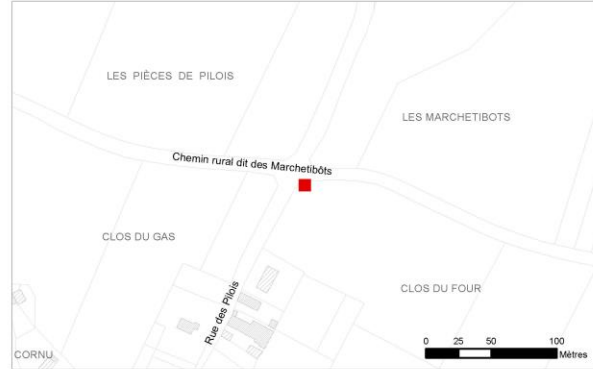 LES PIÈCES DE PILOIS
LES MARCHETIBOTS
Chemin rural dit des Marchetibôts
CLOS DU GAS
CLOS DU FOUR
Rue des Pilois
CORNU
0 25 50 100
Mètres